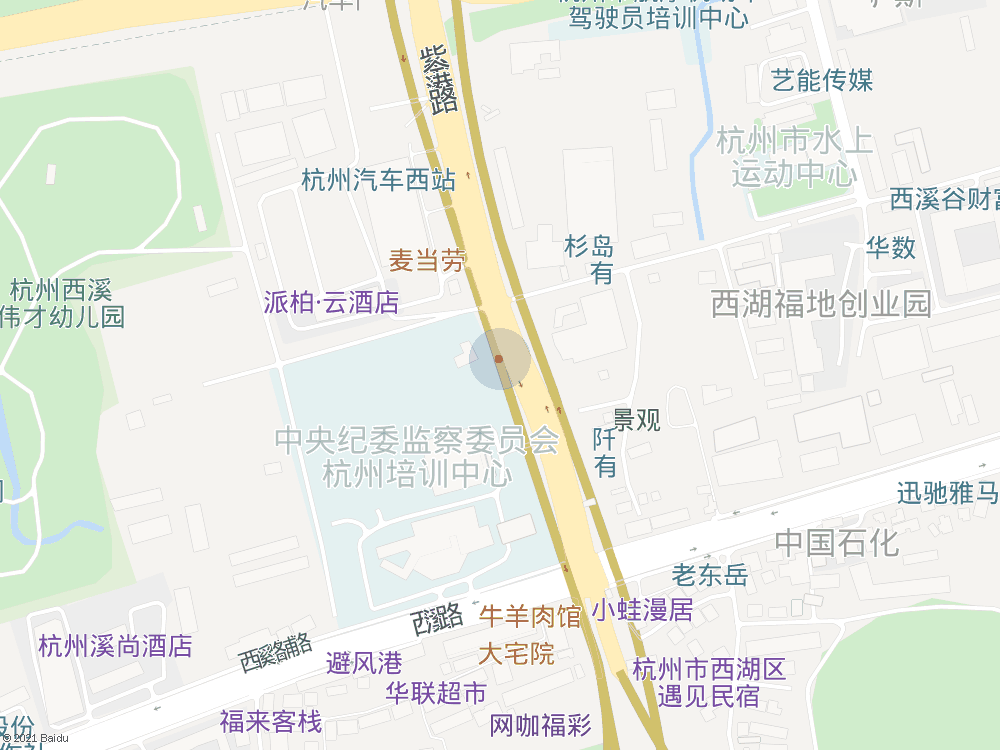 驾驶员培训中心
紫金港路
艺能传媒
杭州市水上
运动中心
杭州汽车西站
西溪谷财富
华数
杉岛
有
麦当劳
杭州西溪
伟才幼儿园
派柏·云酒店
西湖福地创业园
景观
阡
有
中央纪委监察委员会
杭州培训中心
迅驰雅马
中国石化
老东岳
小蛙漫居
牛羊肉馆
西溪路
杭州溪尚酒店
西溪路辅路
大宅院
避风港
杭州市西湖区
遇见民宿
华联超市
福来客栈
网咖福彩
股份
© 2021 Baidu